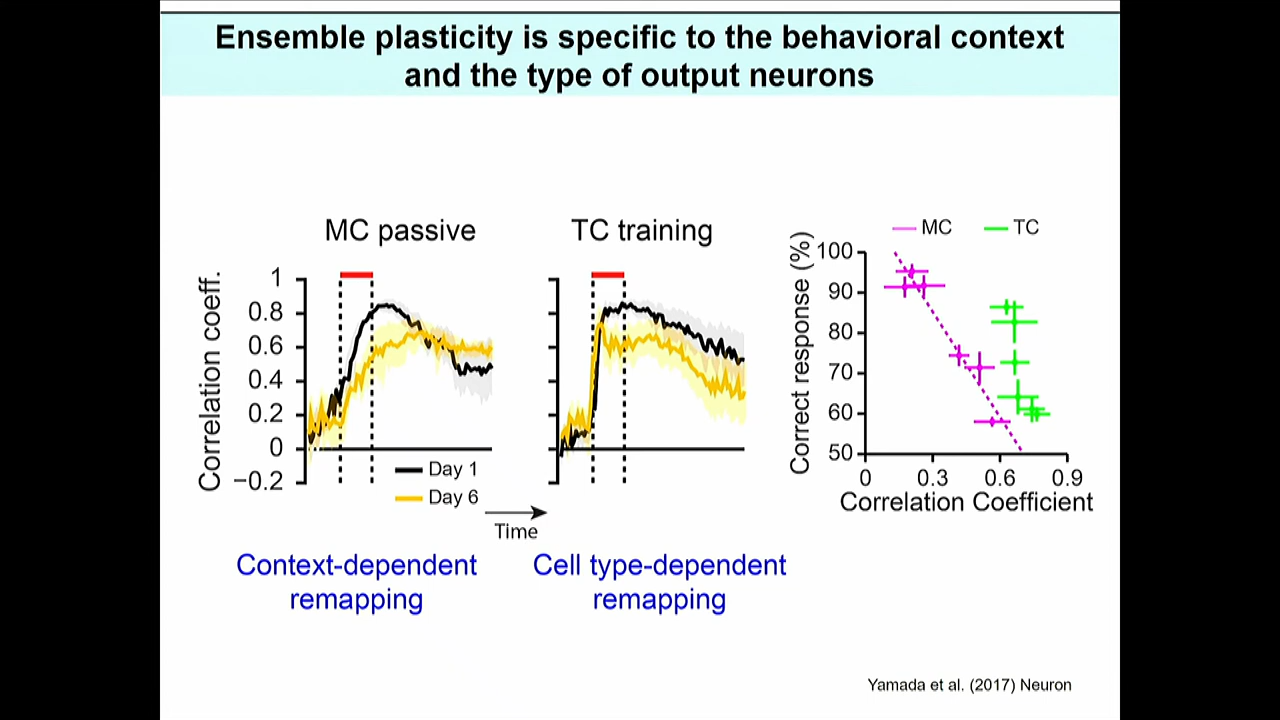 Ensemble plasticity is specific to the behavioral context
and the type of output neurons
MC passive
Correlation coeff.
1
0.8
0.6
0.4
0.2
0
−0.2
Day 1
Day 6
Time
TC training
MC
TC
Correct response (%)
100
90
80
70
60
50
0
0.3
0.6
0.9
Correlation Coefficient
Context-dependent
remapping
Cell type-dependent
remapping
Yamada et al. (2017) Neuron